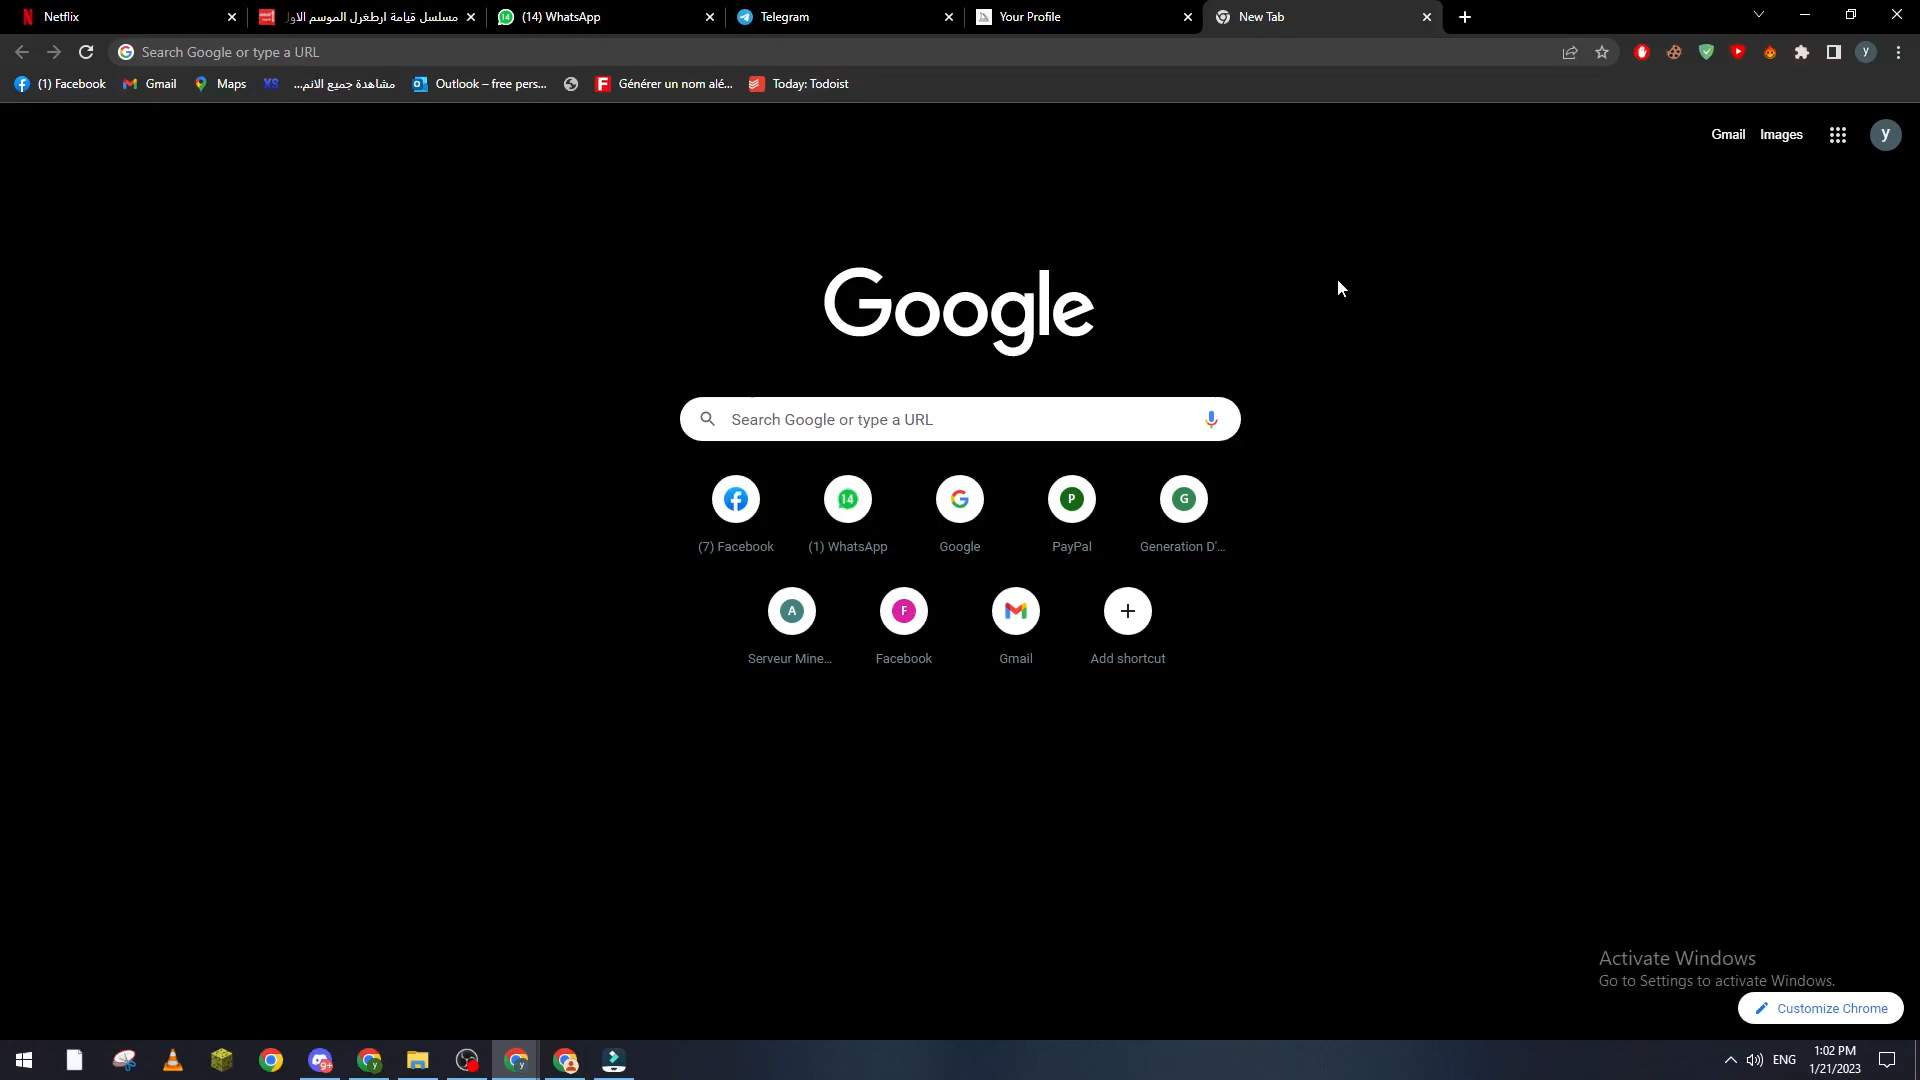 Netflix
مسلسل قيامة ارطغرل الموسم الاول
(14) WhatsApp
Telegram
Your Profile
New Tab
Search Google or type a URL
(1) Facebook
Gmail
Maps
XS
مشاهدة جميع الانم...
Outlook – free pers...
Générer un nom alé...
Today: Todoist
Gmail
Images
y
Google
Search Google or type a URL
(7) Facebook
(1) WhatsApp
Google
PayPal
Generation D'...
Serveur Mine...
Facebook
Gmail
Add shortcut
Activate Windows
Go to Settings to activate Windows.
Customize Chrome
ENG
1:02 PM
1/21/2023